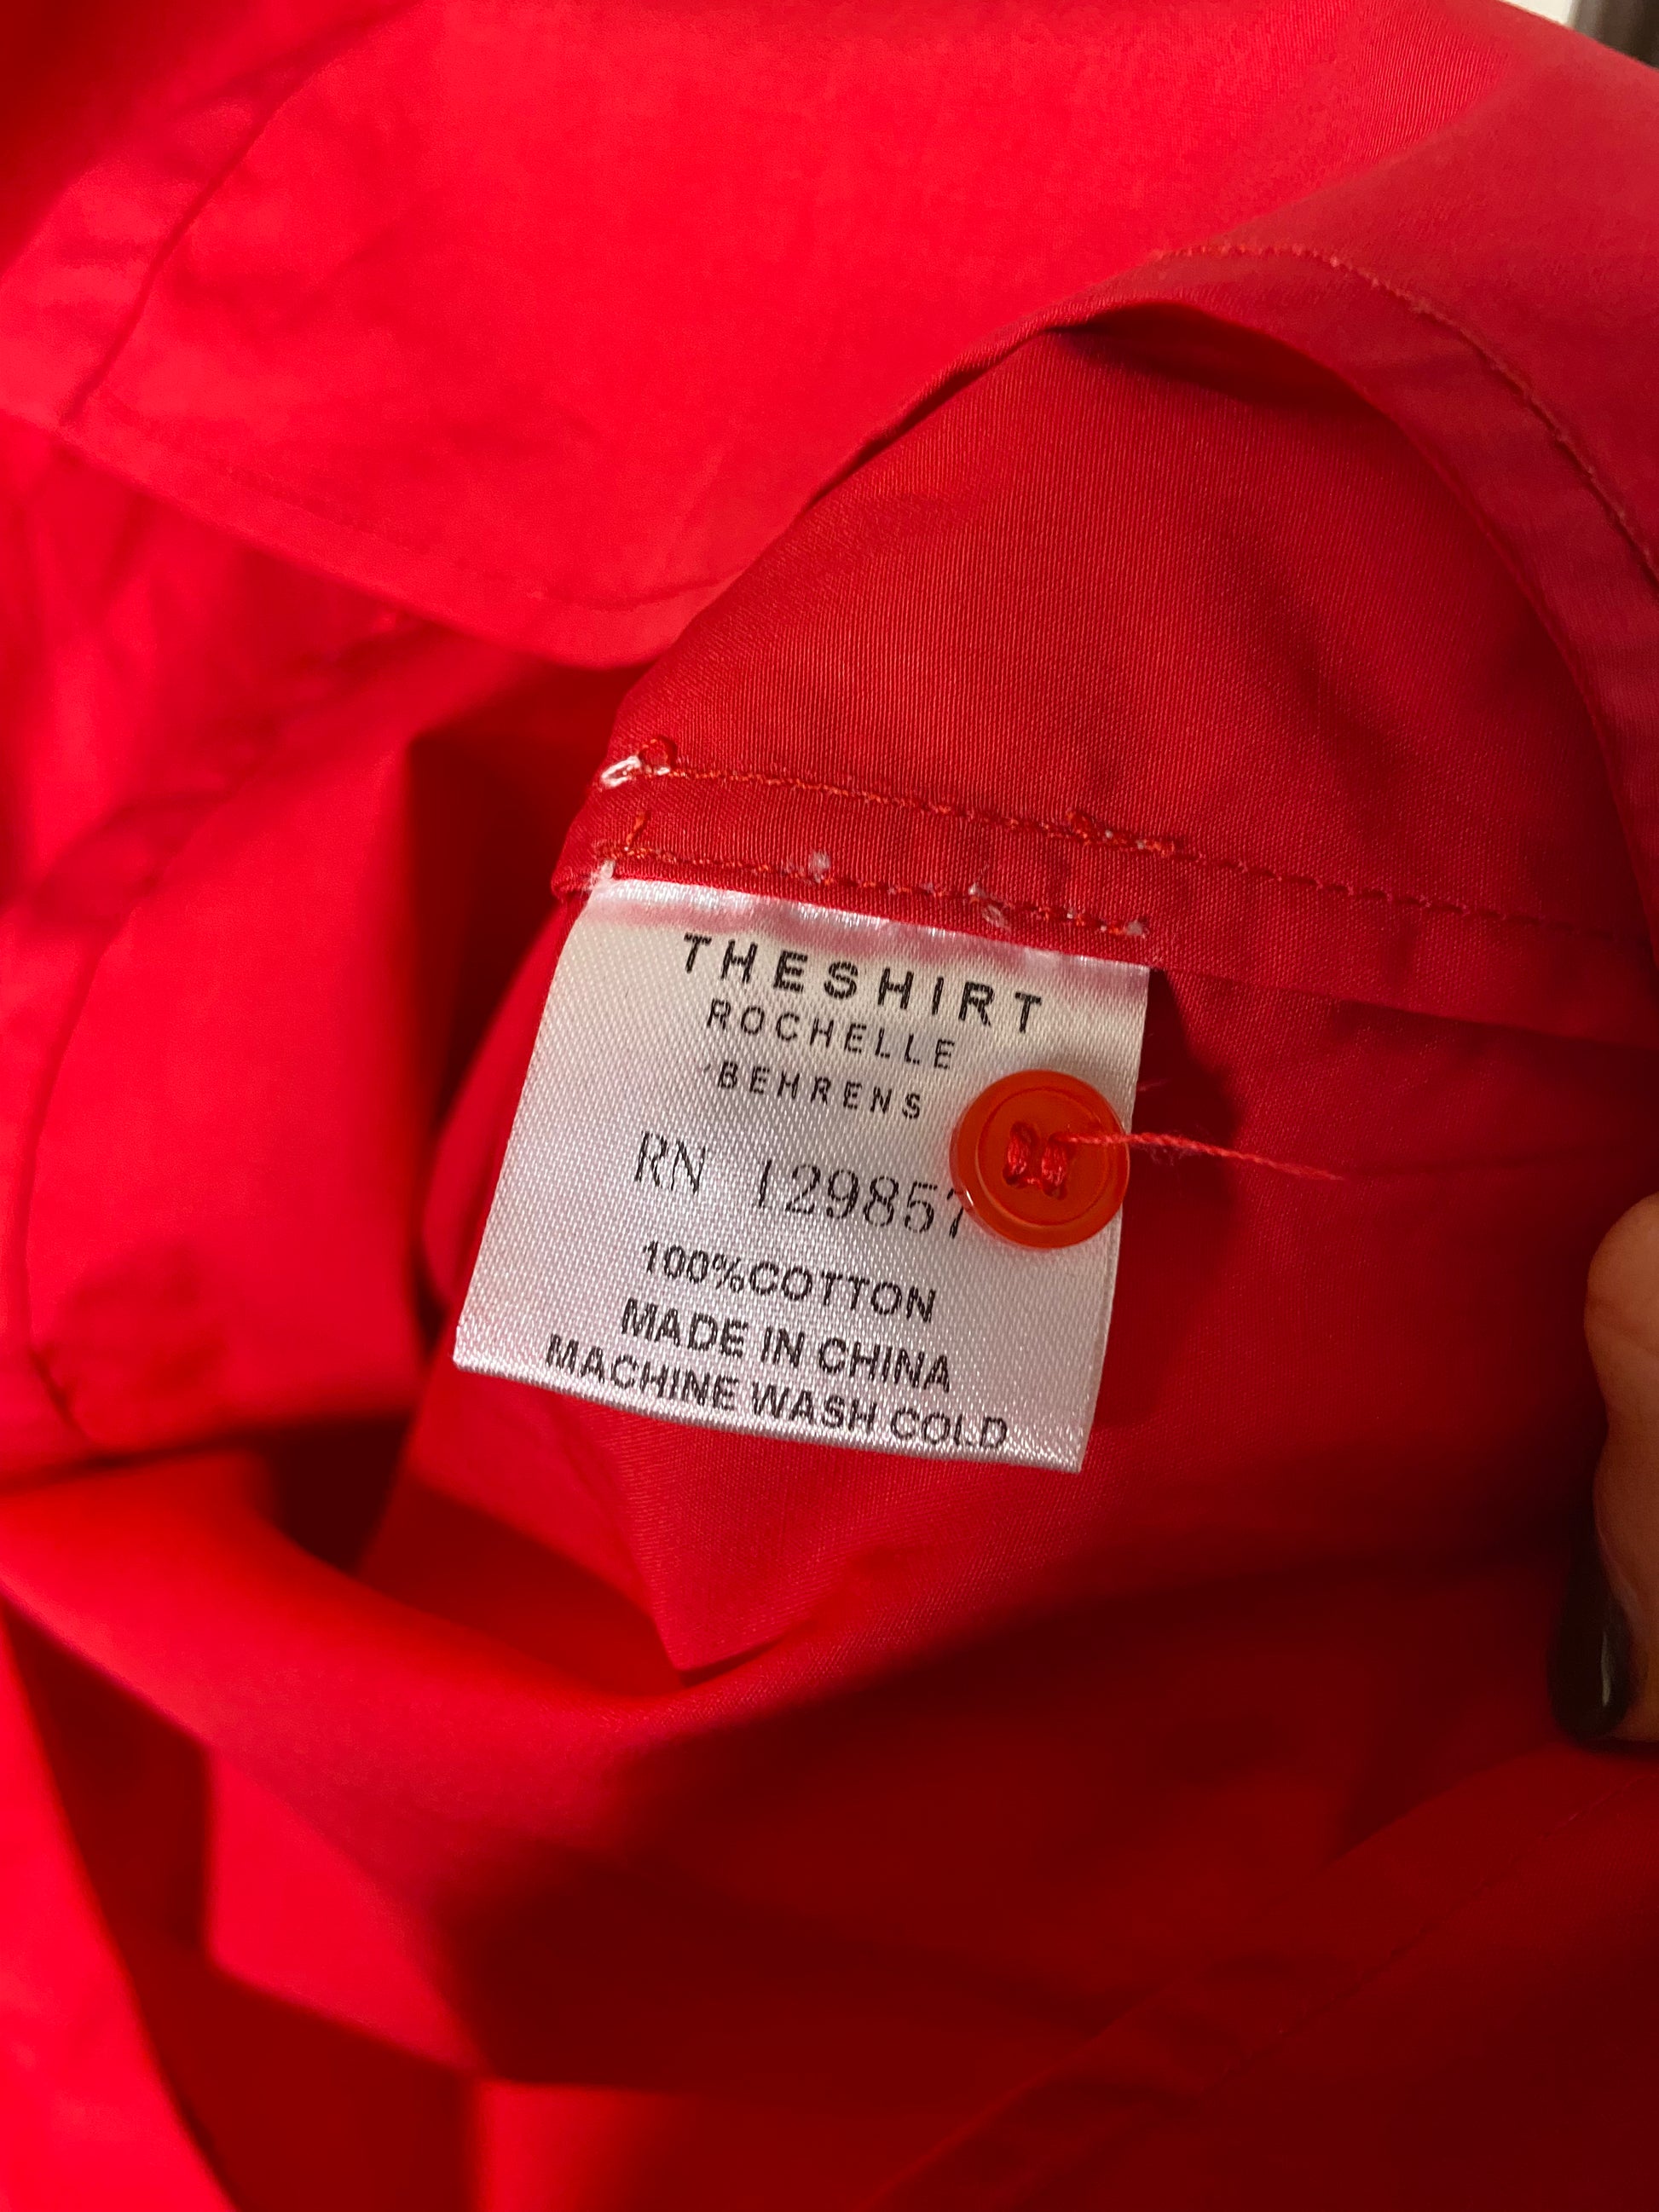 THESHIRT
ROCHELLE
BEHRENS
RN 129857
100%COTTON
MADE IN CHINA
MACHINE WASH COLD